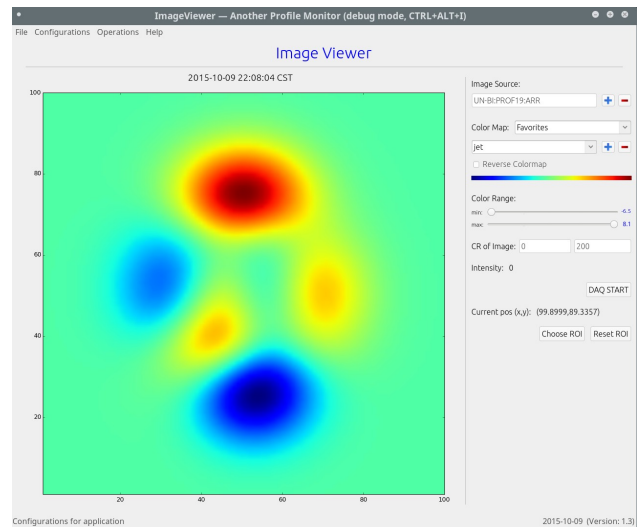 ImageViewer — Another Profile Monitor (debug mode, CTRL+ALT+I)
File Configurations Operations Help
Image Viewer
2015-10-09 22:08:04 CST
100
80
60
40
20
20 40 60 80 100
Image Source:
UN-BI:PROF19:ARR
Color Map: Favorites
jet
Reverse Colormap
Color Range:
min: -6.5
max: 8.1
CR of Image: 0 200
Intensity: 0
DAQ START
Current pos (x,y): (99.8999,89.3357)
Choose ROI Reset ROI
Configurations for application 2015-10-09 (Version: 1.3)